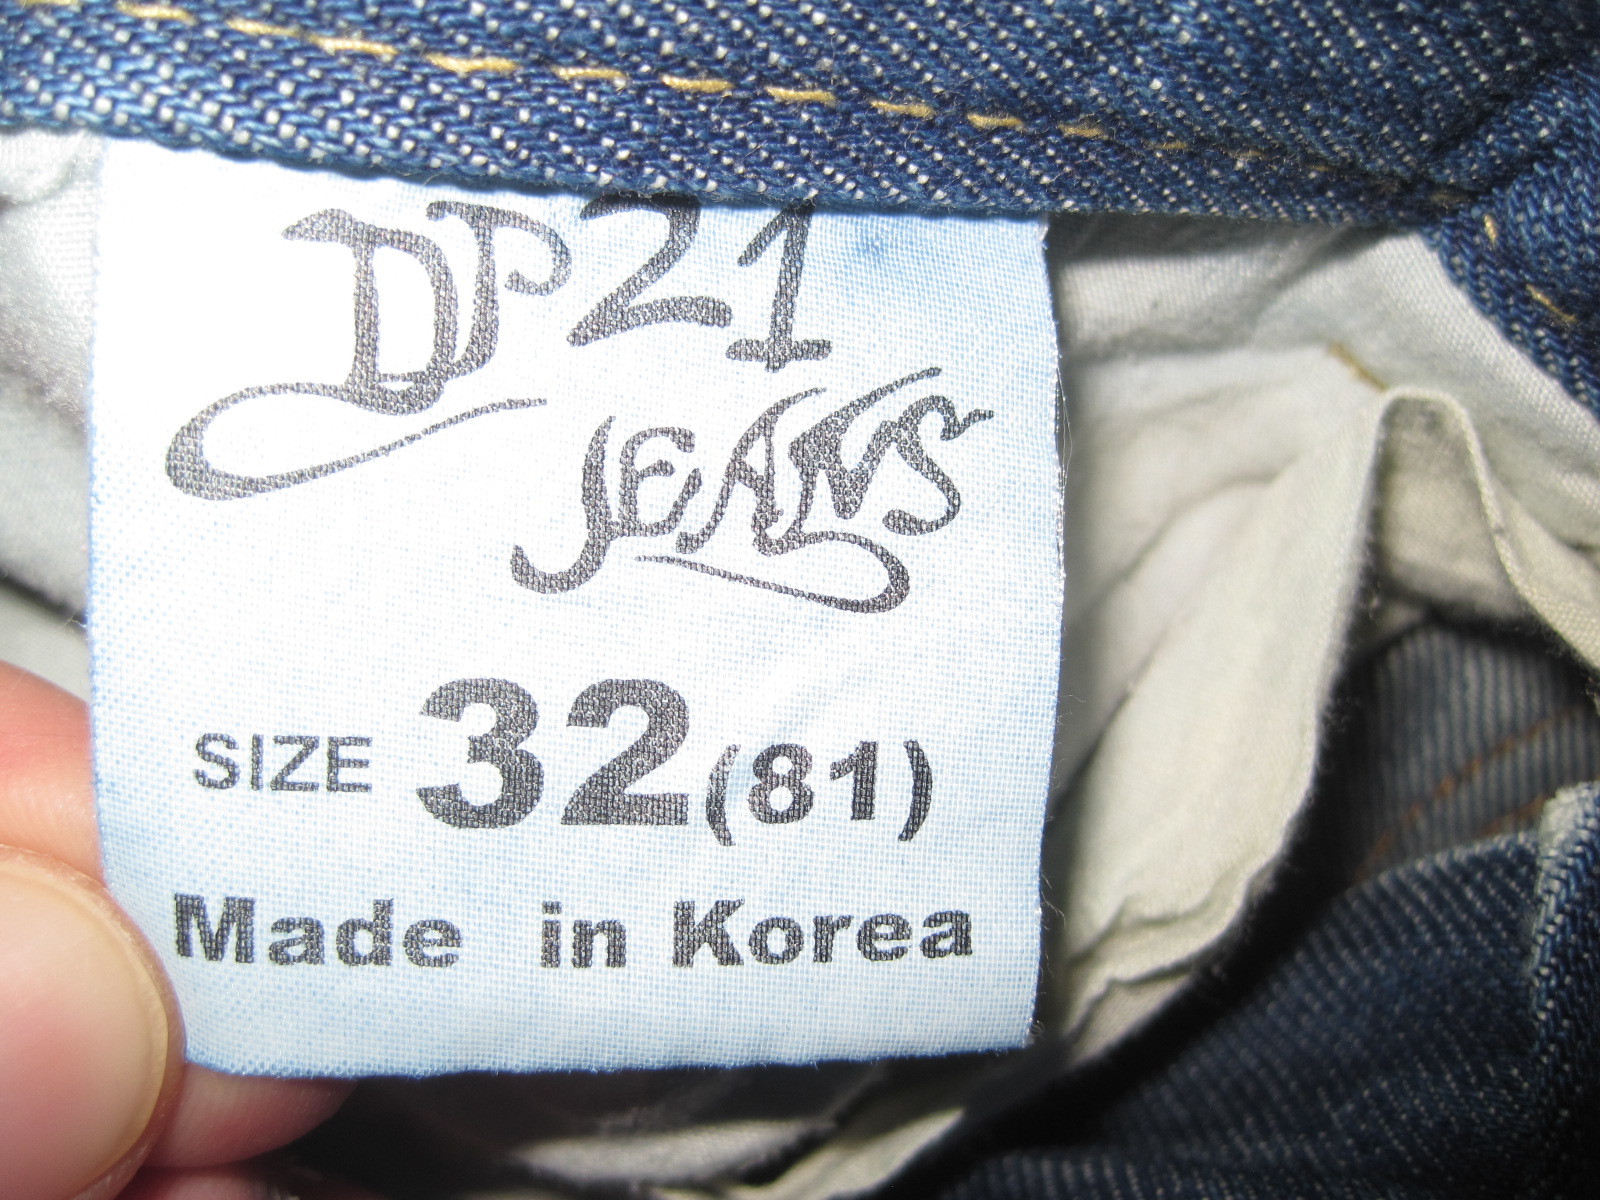 DP21
JEANS
SIZE 32(81)
Made in Korea